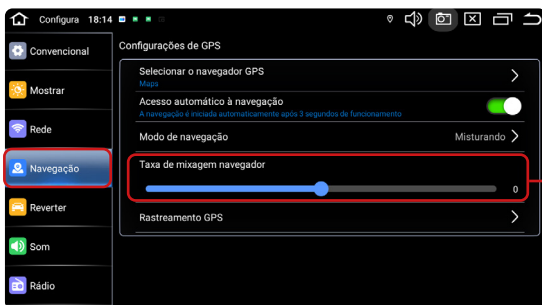 Configura 18:14
Configurações de GPS
Convencional
Selecionar o navegador GPS
Maps
Mostrar
Acesso automático à navegação
A navegação é iniciada automaticamente após 3 segundos de funcionamento
Rede
Modo de navegação Misturando
Navegação
Taxa de mixagem navegador
0
Reverter
Rastreamento GPS
Som
Rádio